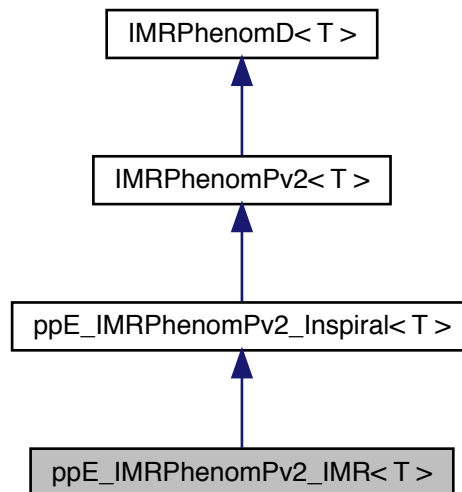 IMRPhenomD< T >
IMRPhenomPv2< T >
ppE_IMRPhenomPv2_Inspiral< T >
ppE_IMRPhenomPv2_IMR< T >